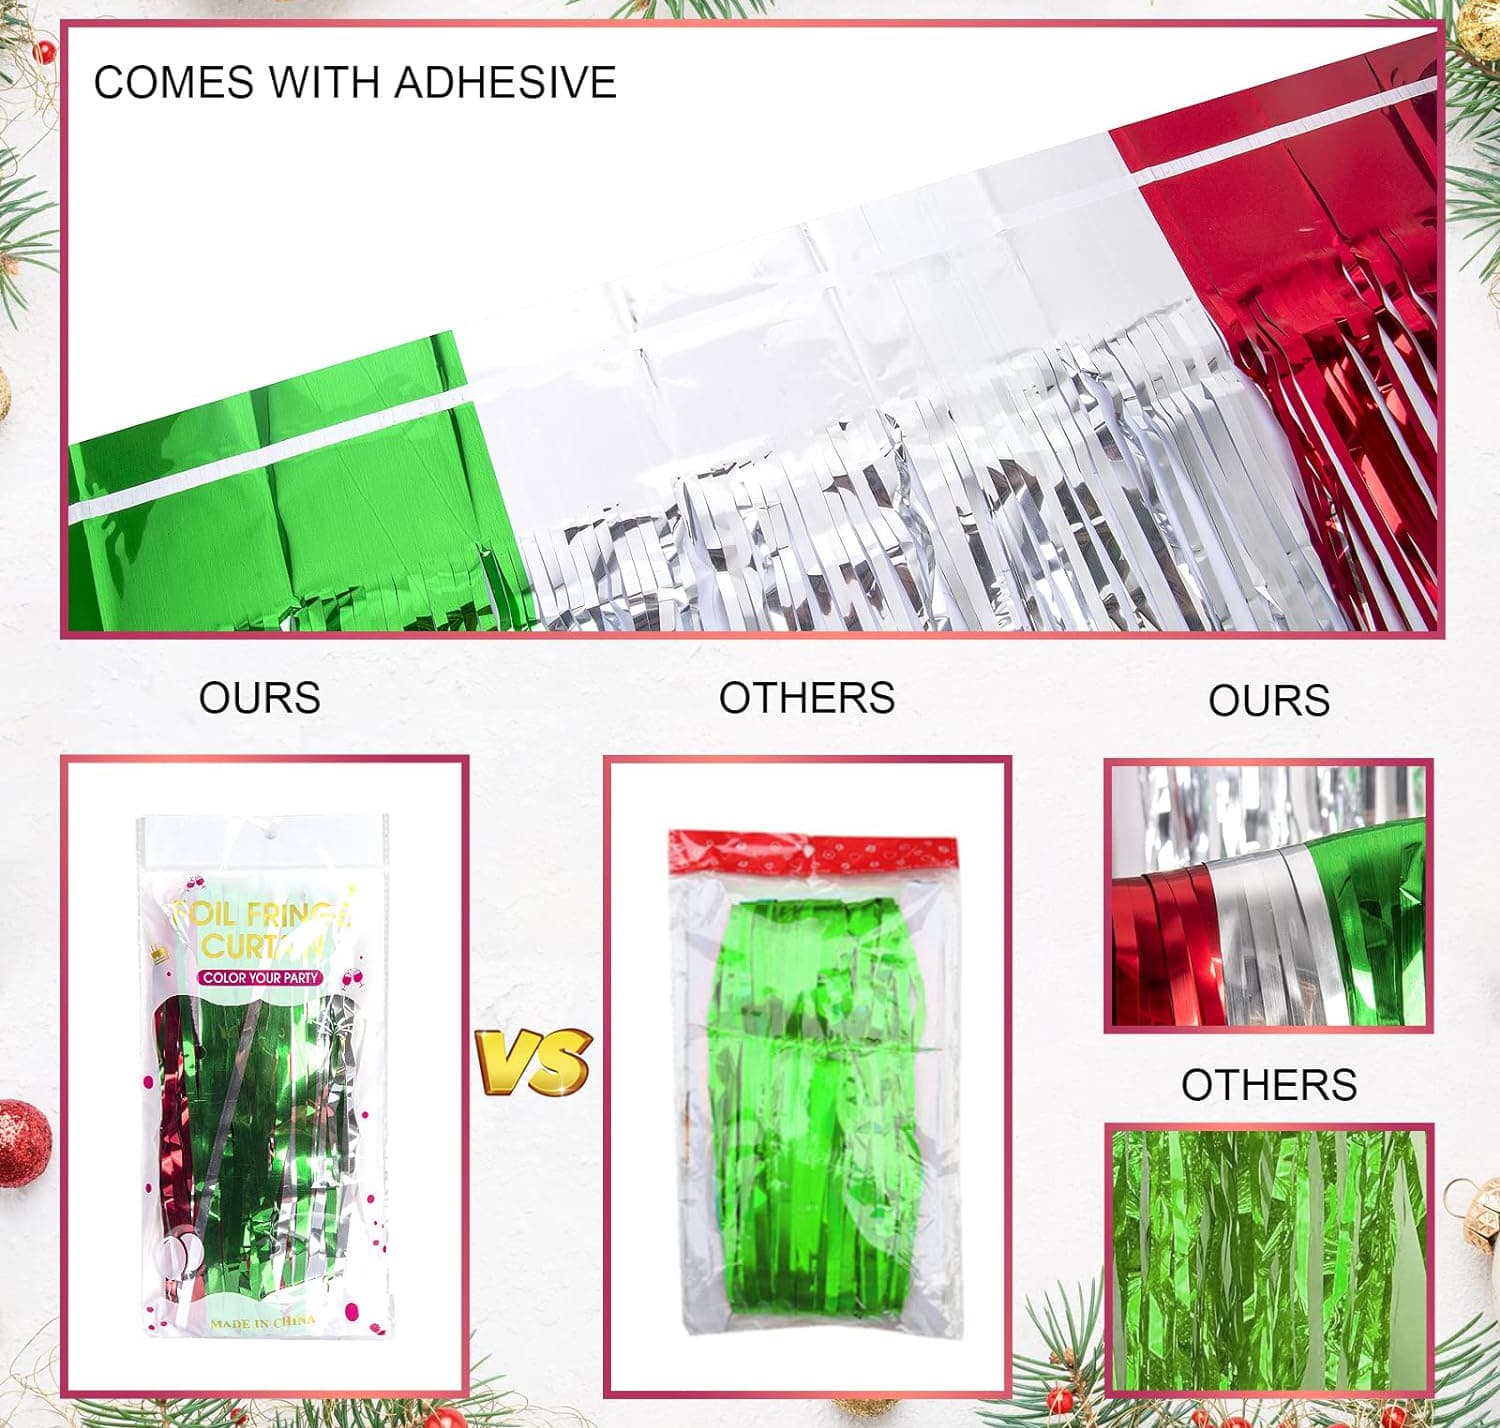 COMES WITH ADHESIVE
OURS
OTHERS
OURS
FOIL FRINGE
CURTAIN
COLOR YOUR PARTY
VS
MADE IN CHINA
OTHERS